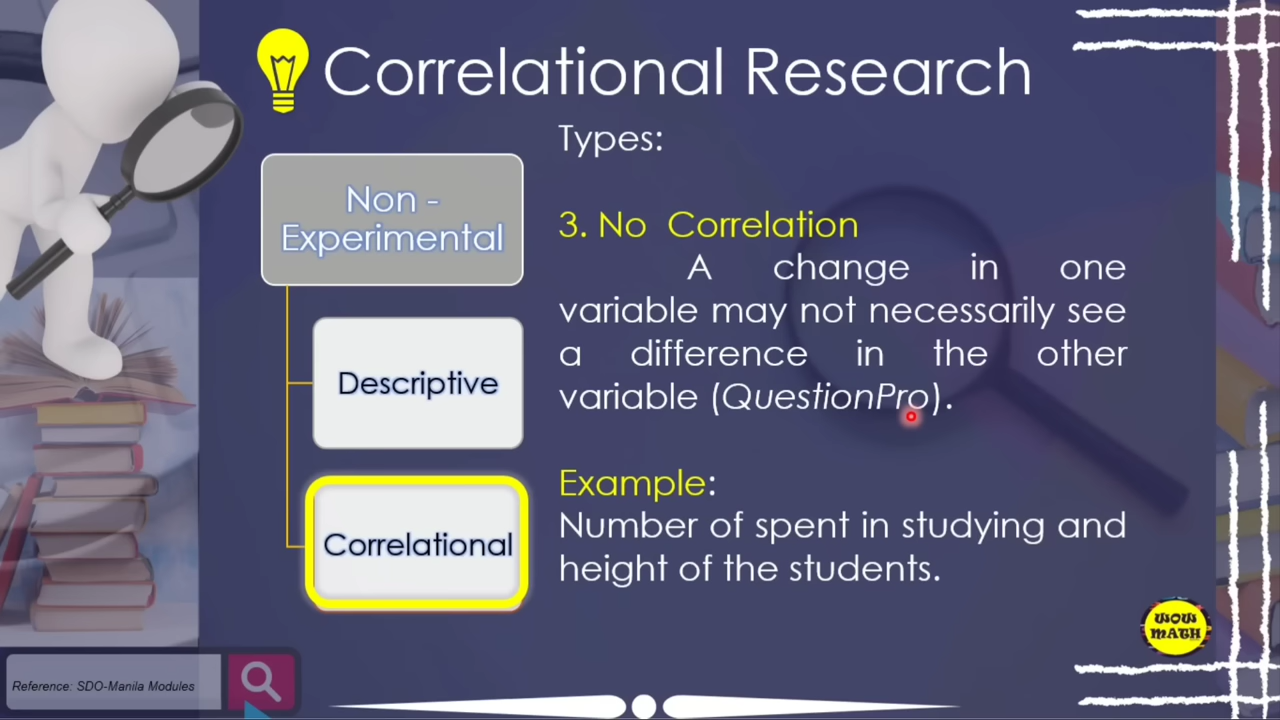 Correlational Research
Types:
Non -
Experimental
Descriptive
Correlational
3. No Correlation
A change in one
variable may not necessarily see
a difference in the other
variable (QuestionPro).
Example:
Number of spent in studying and
height of the students.
WOW
MATH
Reference: SDO-Manila Modules